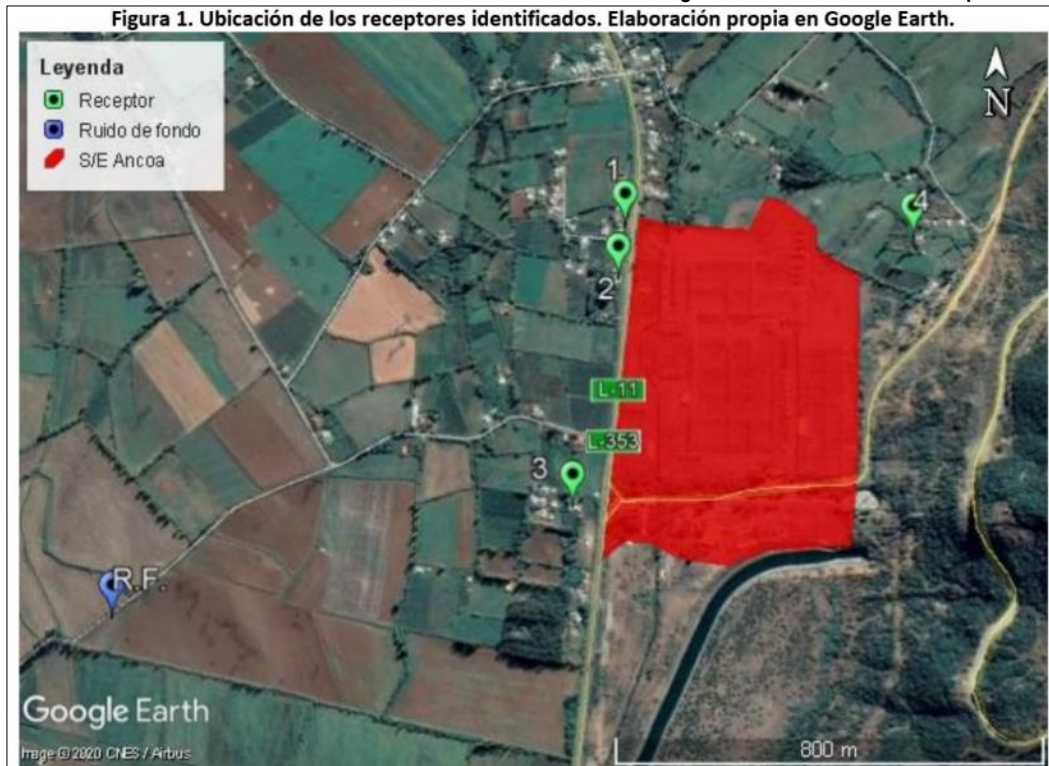 Figura 1. Ubicación de los receptores identificados. Elaboración propia en Google Earth.
Leyenda
Receptor
Ruido de fondo
S/E Ancoa
N
1
4
2
L-11
L-353
3
R.F.
Google Earth
Image © 2020 CNES / Airbus
800 m